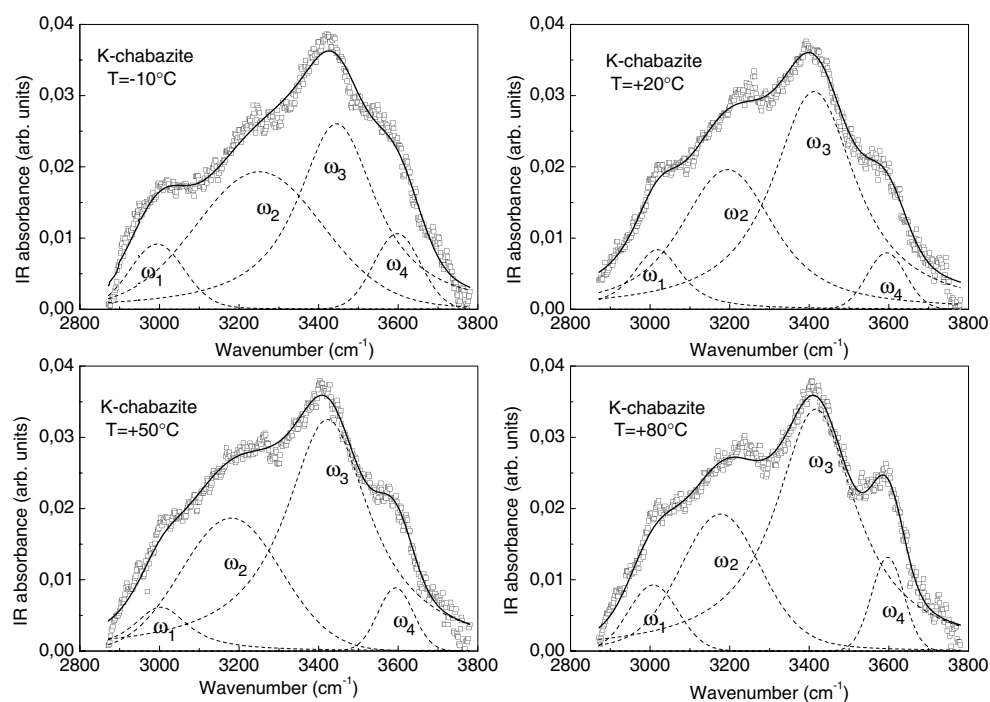 0,04
0,03
0,02
0,01
0,00
IR absorbance (arb. units)
K-chabazite
T=-10°C
ω1
ω2
ω3
ω4
2800 3000 3200 3400 3600 3800
Wavenumber (cm-1)
0,04
0,03
0,02
0,01
0,00
IR absorbance (arb. units)
K-chabazite
T=+20°C
ω1
ω2
ω3
ω4
2800 3000 3200 3400 3600 3800
Wavenumber (cm-1)
0,04
0,03
0,02
0,01
0,00
IR absorbance (arb. units)
K-chabazite
T=+50°C
ω1
ω2
ω3
ω4
2800 3000 3200 3400 3600 3800
Wavenumber (cm-1)
0,04
0,03
0,02
0,01
0,00
IR absorbance (arb. units)
K-chabazite
T=+80°C
ω1
ω2
ω3
ω4
2800 3000 3200 3400 3600 3800
Wavenumber (cm-1)